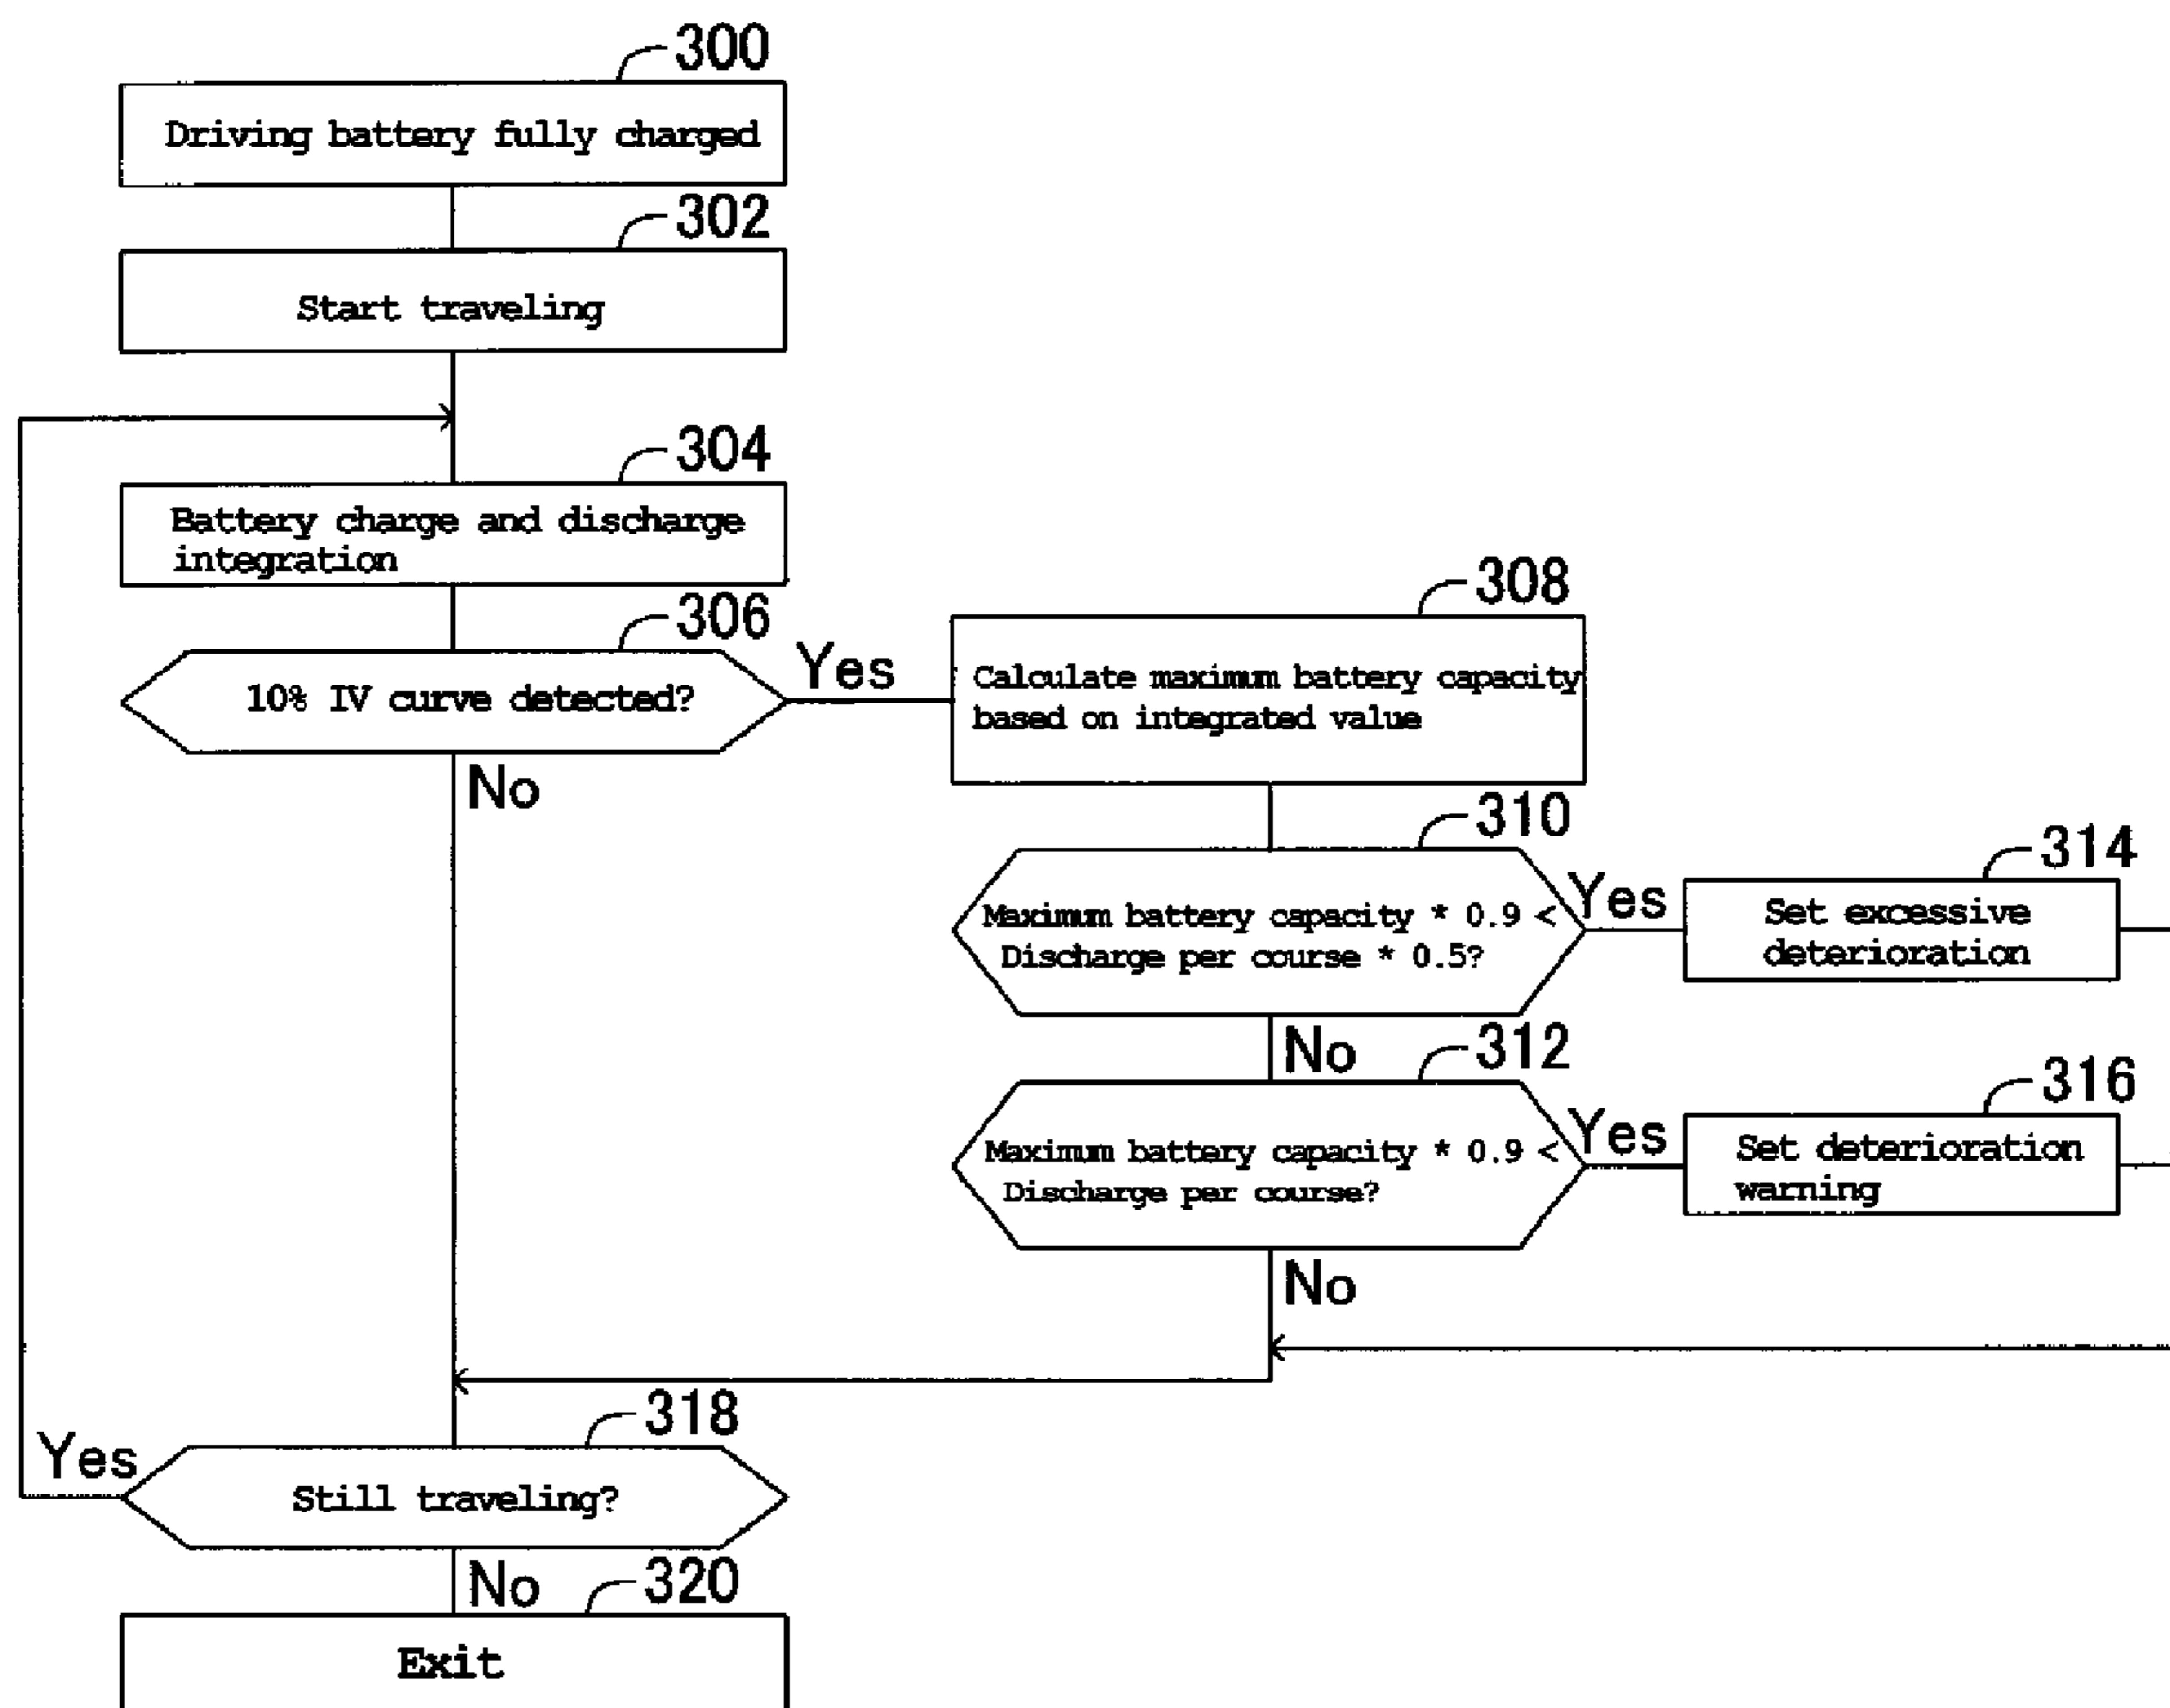 300
Driving battery fully charged
302
Start traveling
304
Battery charge and discharge
integration
306
10% IV curve detected?
Yes
No
308
Calculate maximum battery capacity
based on integrated value
310
Maximum battery capacity * 0.9 <
Discharge per course * 0.5?
Yes
No
314
Set excessive
deterioration
312
Maximum battery capacity * 0.9 <
Discharge per course?
Yes
No
316
Set deterioration
warning
318
Still traveling?
Yes
No
320
Exit